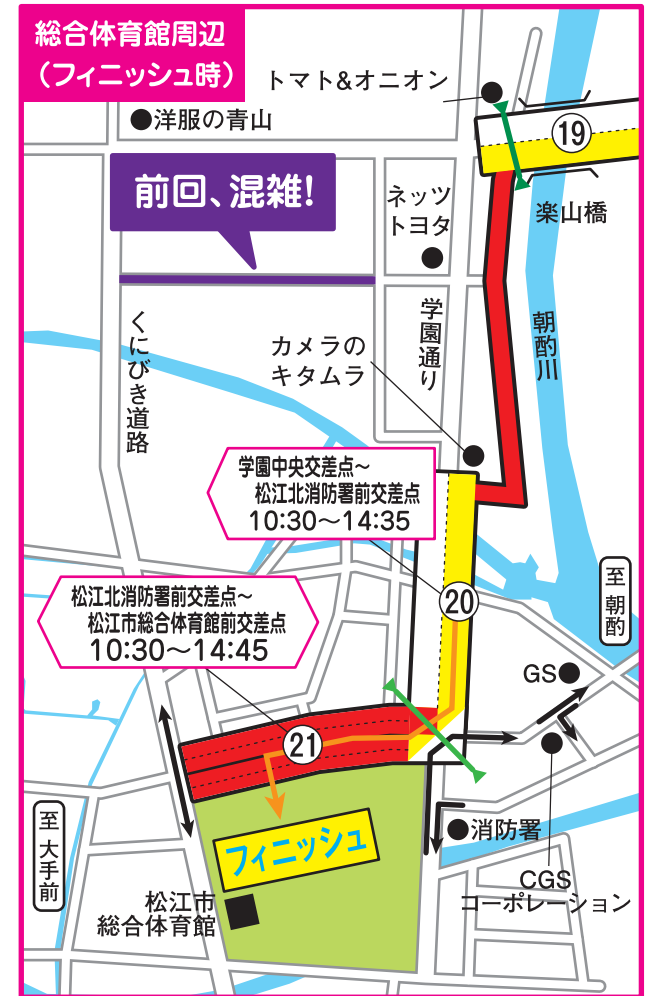 総合体育館周辺
（フィニッシュ時）
トマト&オニオン
洋服の青山
19
前回、混雑!
ネッツ
トヨタ
楽山橋
学園通り
朝酌川
くにびき道路
カメラの
キタムラ
学園中央交差点～
松江北消防署前交差点
10:30～14:35
松江北消防署前交差点～
松江市総合体育館前交差点
10:30～14:45
20
至 朝酌
GS
21
フィニッシュ
消防署
至 大手前
松江市
総合体育館
CGS
コーポレーション